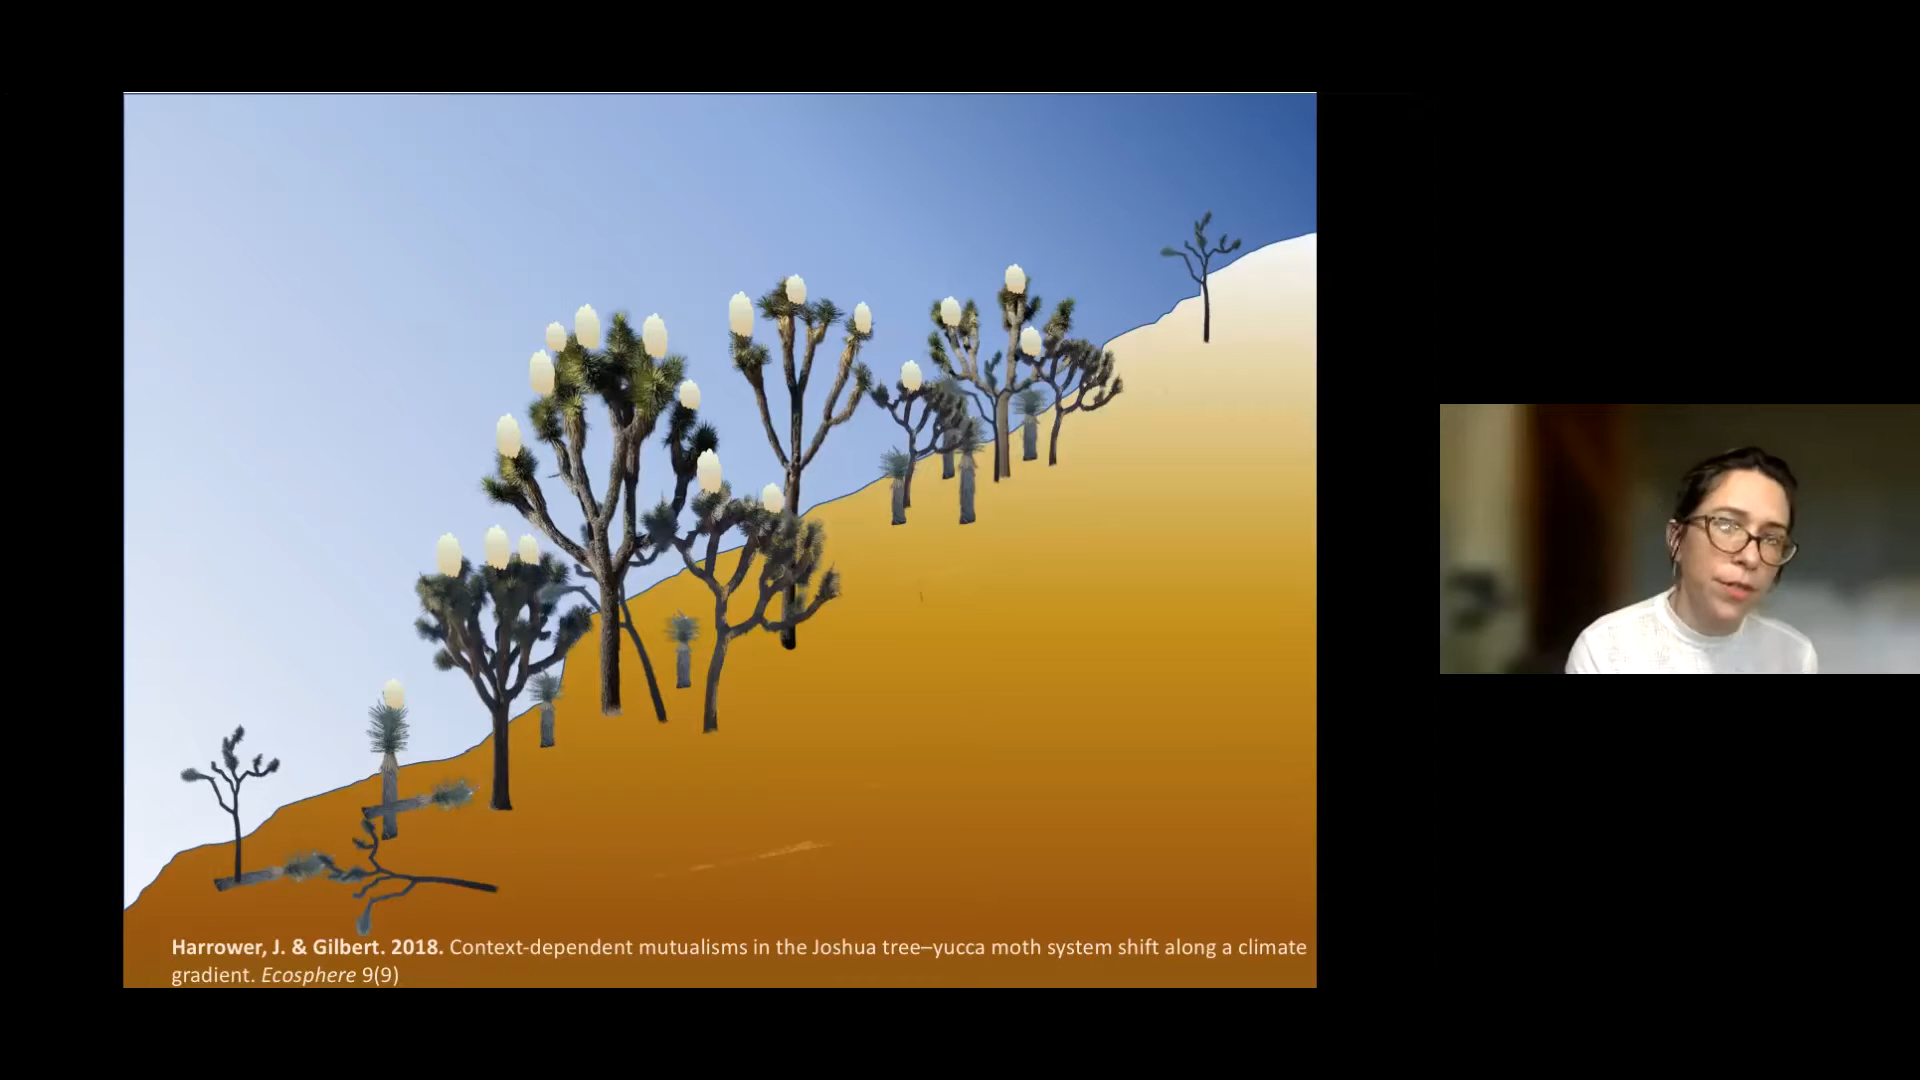 Harrower, J. & Gilbert. 2018. Context-dependent mutualisms in the Joshua tree–yucca moth system shift along a climate
gradient. Ecosphere 9(9)